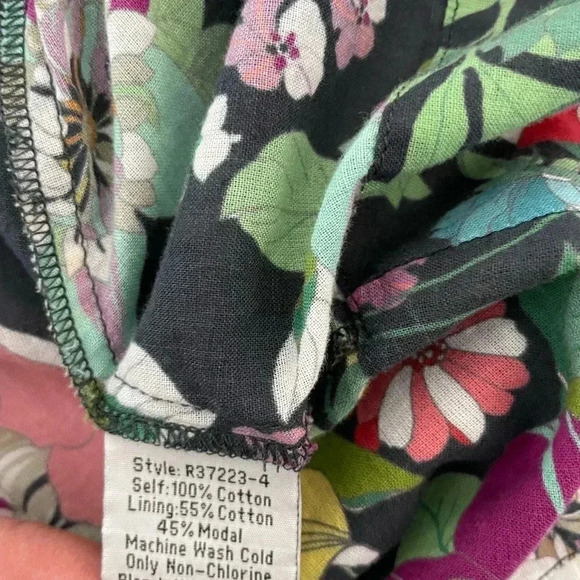 Style: R37223-4
Self:100% Cotton
Lining:55% Cotton
45% Modal
Machine Wash Cold
Only Non-Chlorine